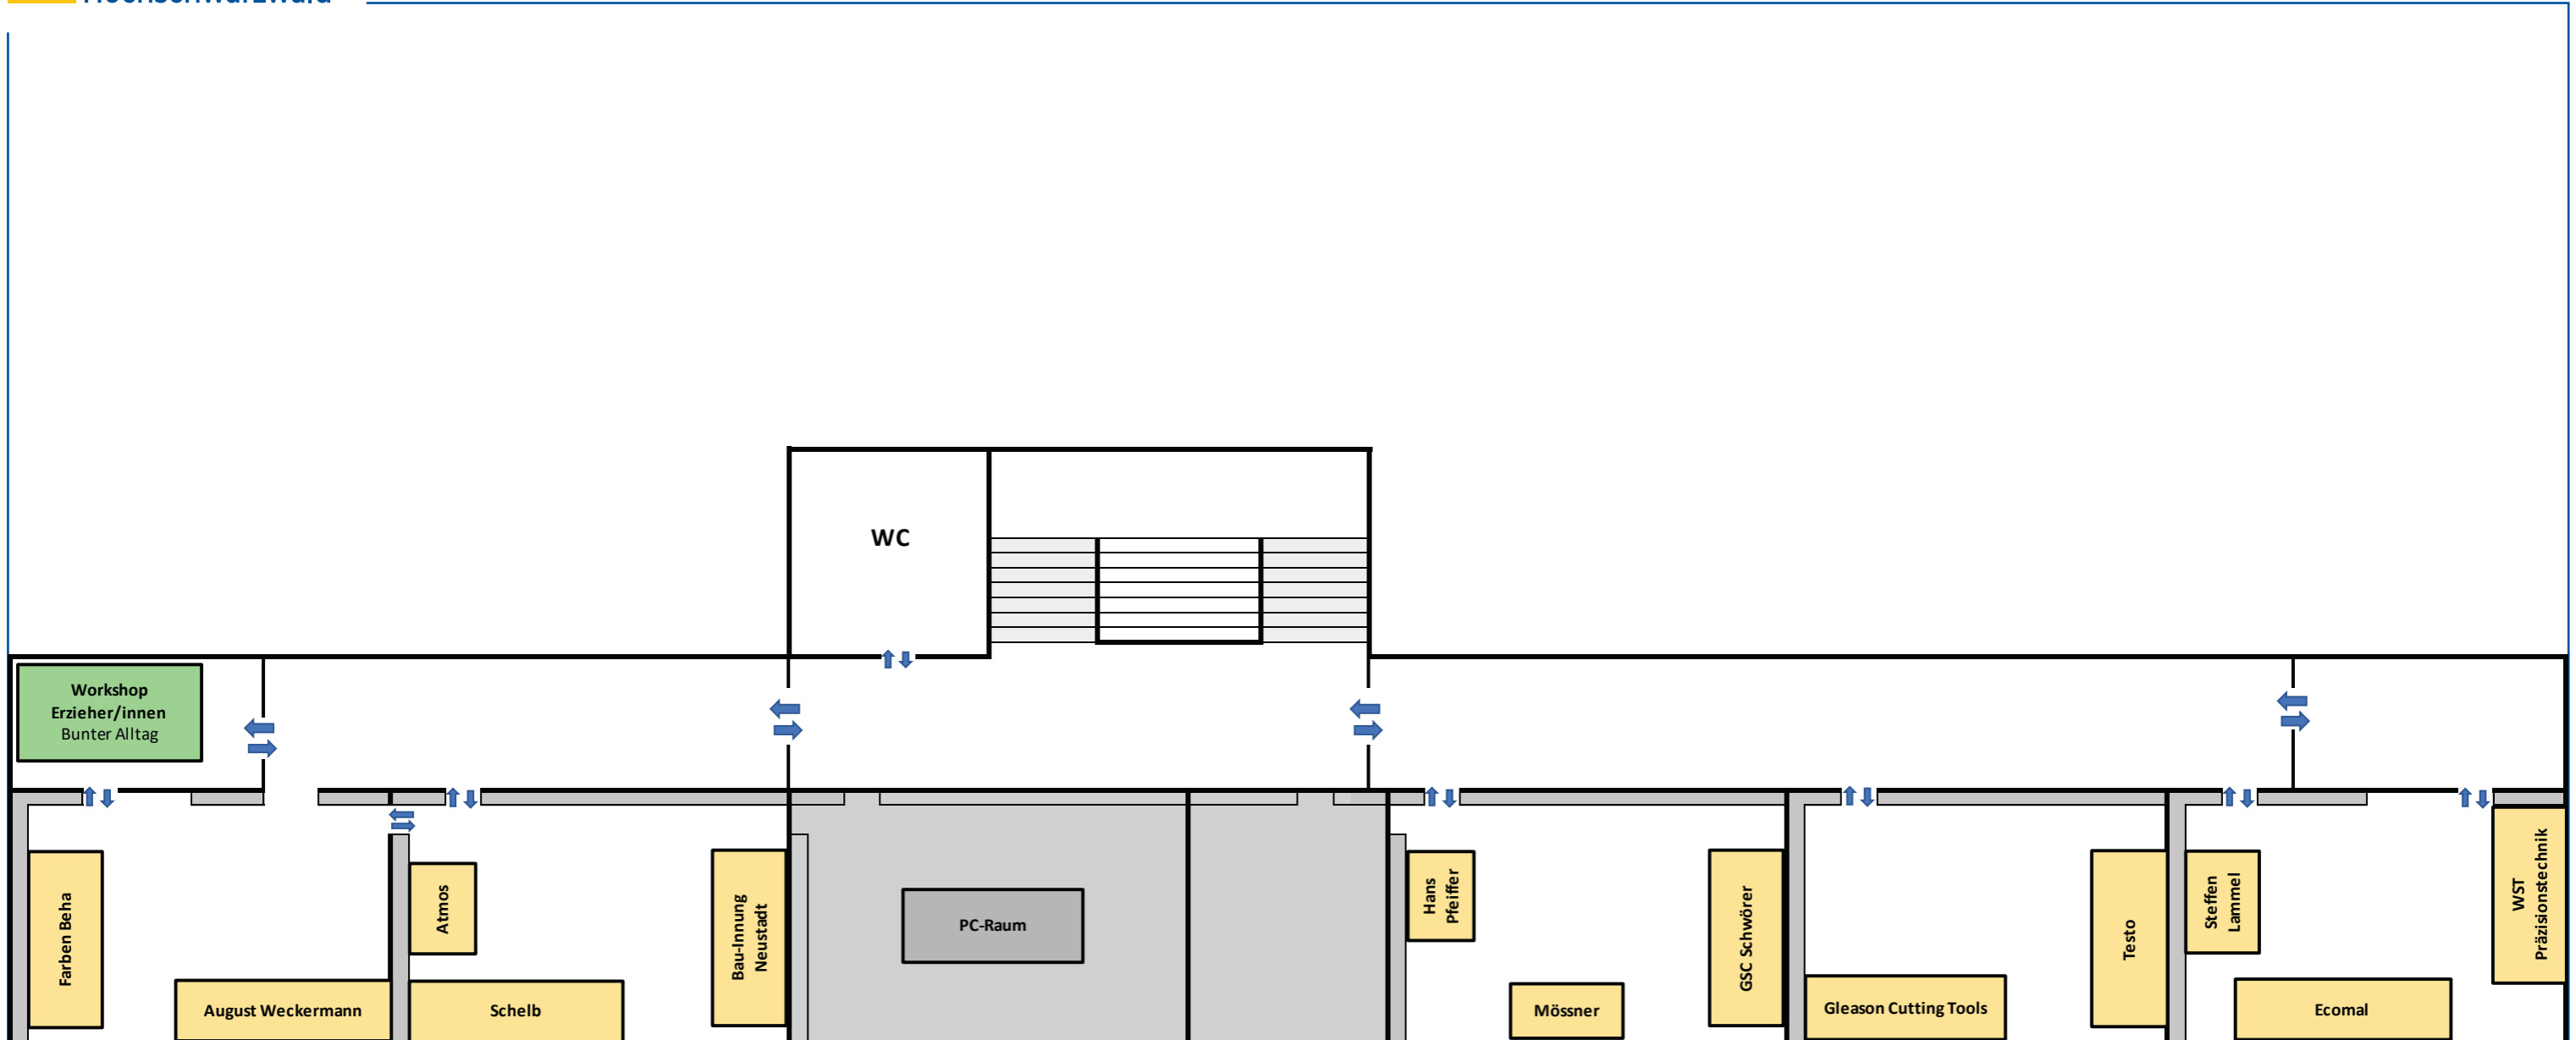 Hochschwarzwald
WC
Workshop
Erzieher/innen
Bunter Alltag
Farben Beha
August Weckermann
Atmos
Schelb
Bau-Innung
Neustadt
PC-Raum
Hans
Pfeiffer
Mössner
GSC Schwörer
Gleason Cutting Tools
Testo
Steffen
Lammel
Ecomal
WST
Präzisionstechnik